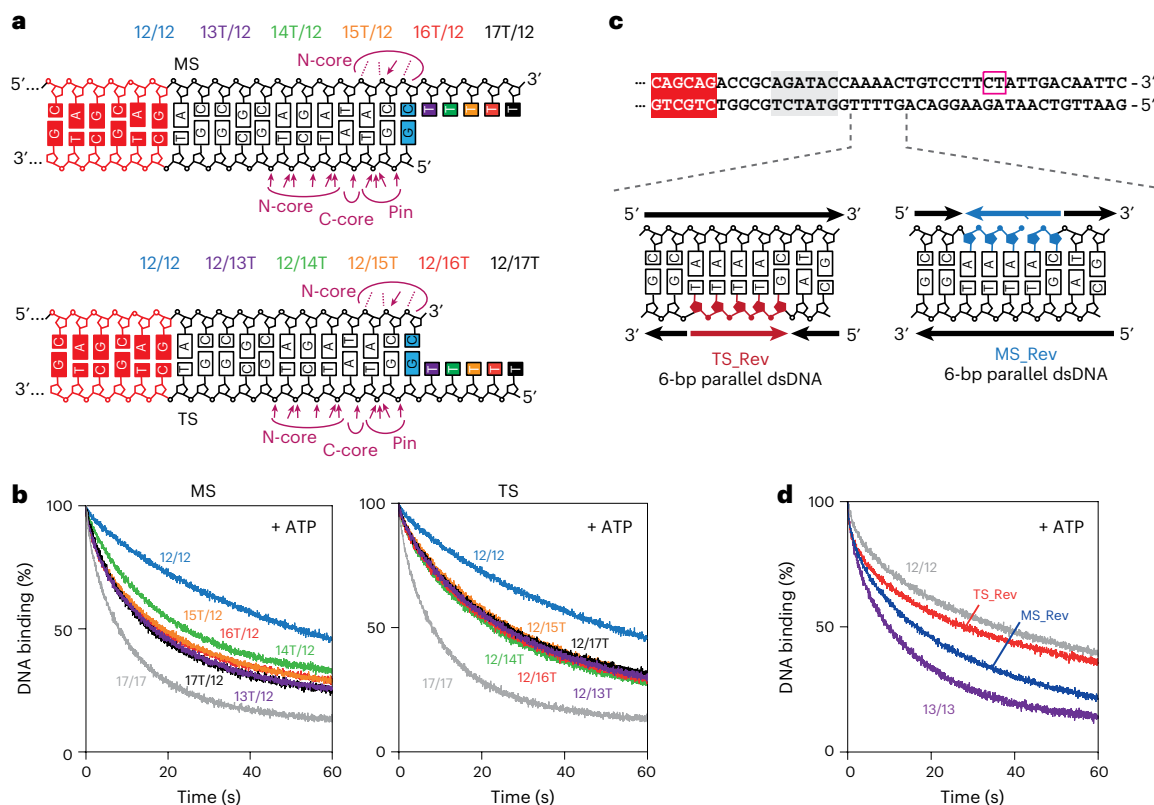 a
12/12 13T/12 14T/12 15T/12 16T/12 17T/12
N-core
MS
5′... 3′
T T T T T
3′... 5′
N-core
C-core
Pin
12/12 12/13T 12/14T 12/15T 12/16T 12/17T
N-core
5′... 3′
T T T T T
3′... 5′
TS
N-core
C-core
Pin
b
MS
100
50
0
DNA binding (%)
+ ATP
12/12
15T/12
16T/12
14T/12
17T/12
13T/12
17/17
0 20 40 60
Time (s)
TS
100
50
0
+ ATP
12/12
12/15T
12/17T
12/14T
12/16T
12/13T
17/17
0 20 40 60
Time (s)
c
... CAGCAGACCGCAGATACCAAAACTGTCCTTCTATTGACAATTC - 3′
... GTCGTCTGGCGTCTATGGTTTTGACAGGAAGATAACTGTTAAG - 5′
5′ 3′
3′ 5′
TS_Rev
6-bp parallel dsDNA
5′ 3′
3′ 5′
MS_Rev
6-bp parallel dsDNA
d
100
50
0
DNA binding (%)
+ ATP
12/12
TS_Rev
MS_Rev
13/13
0 20 40 60
Time (s)